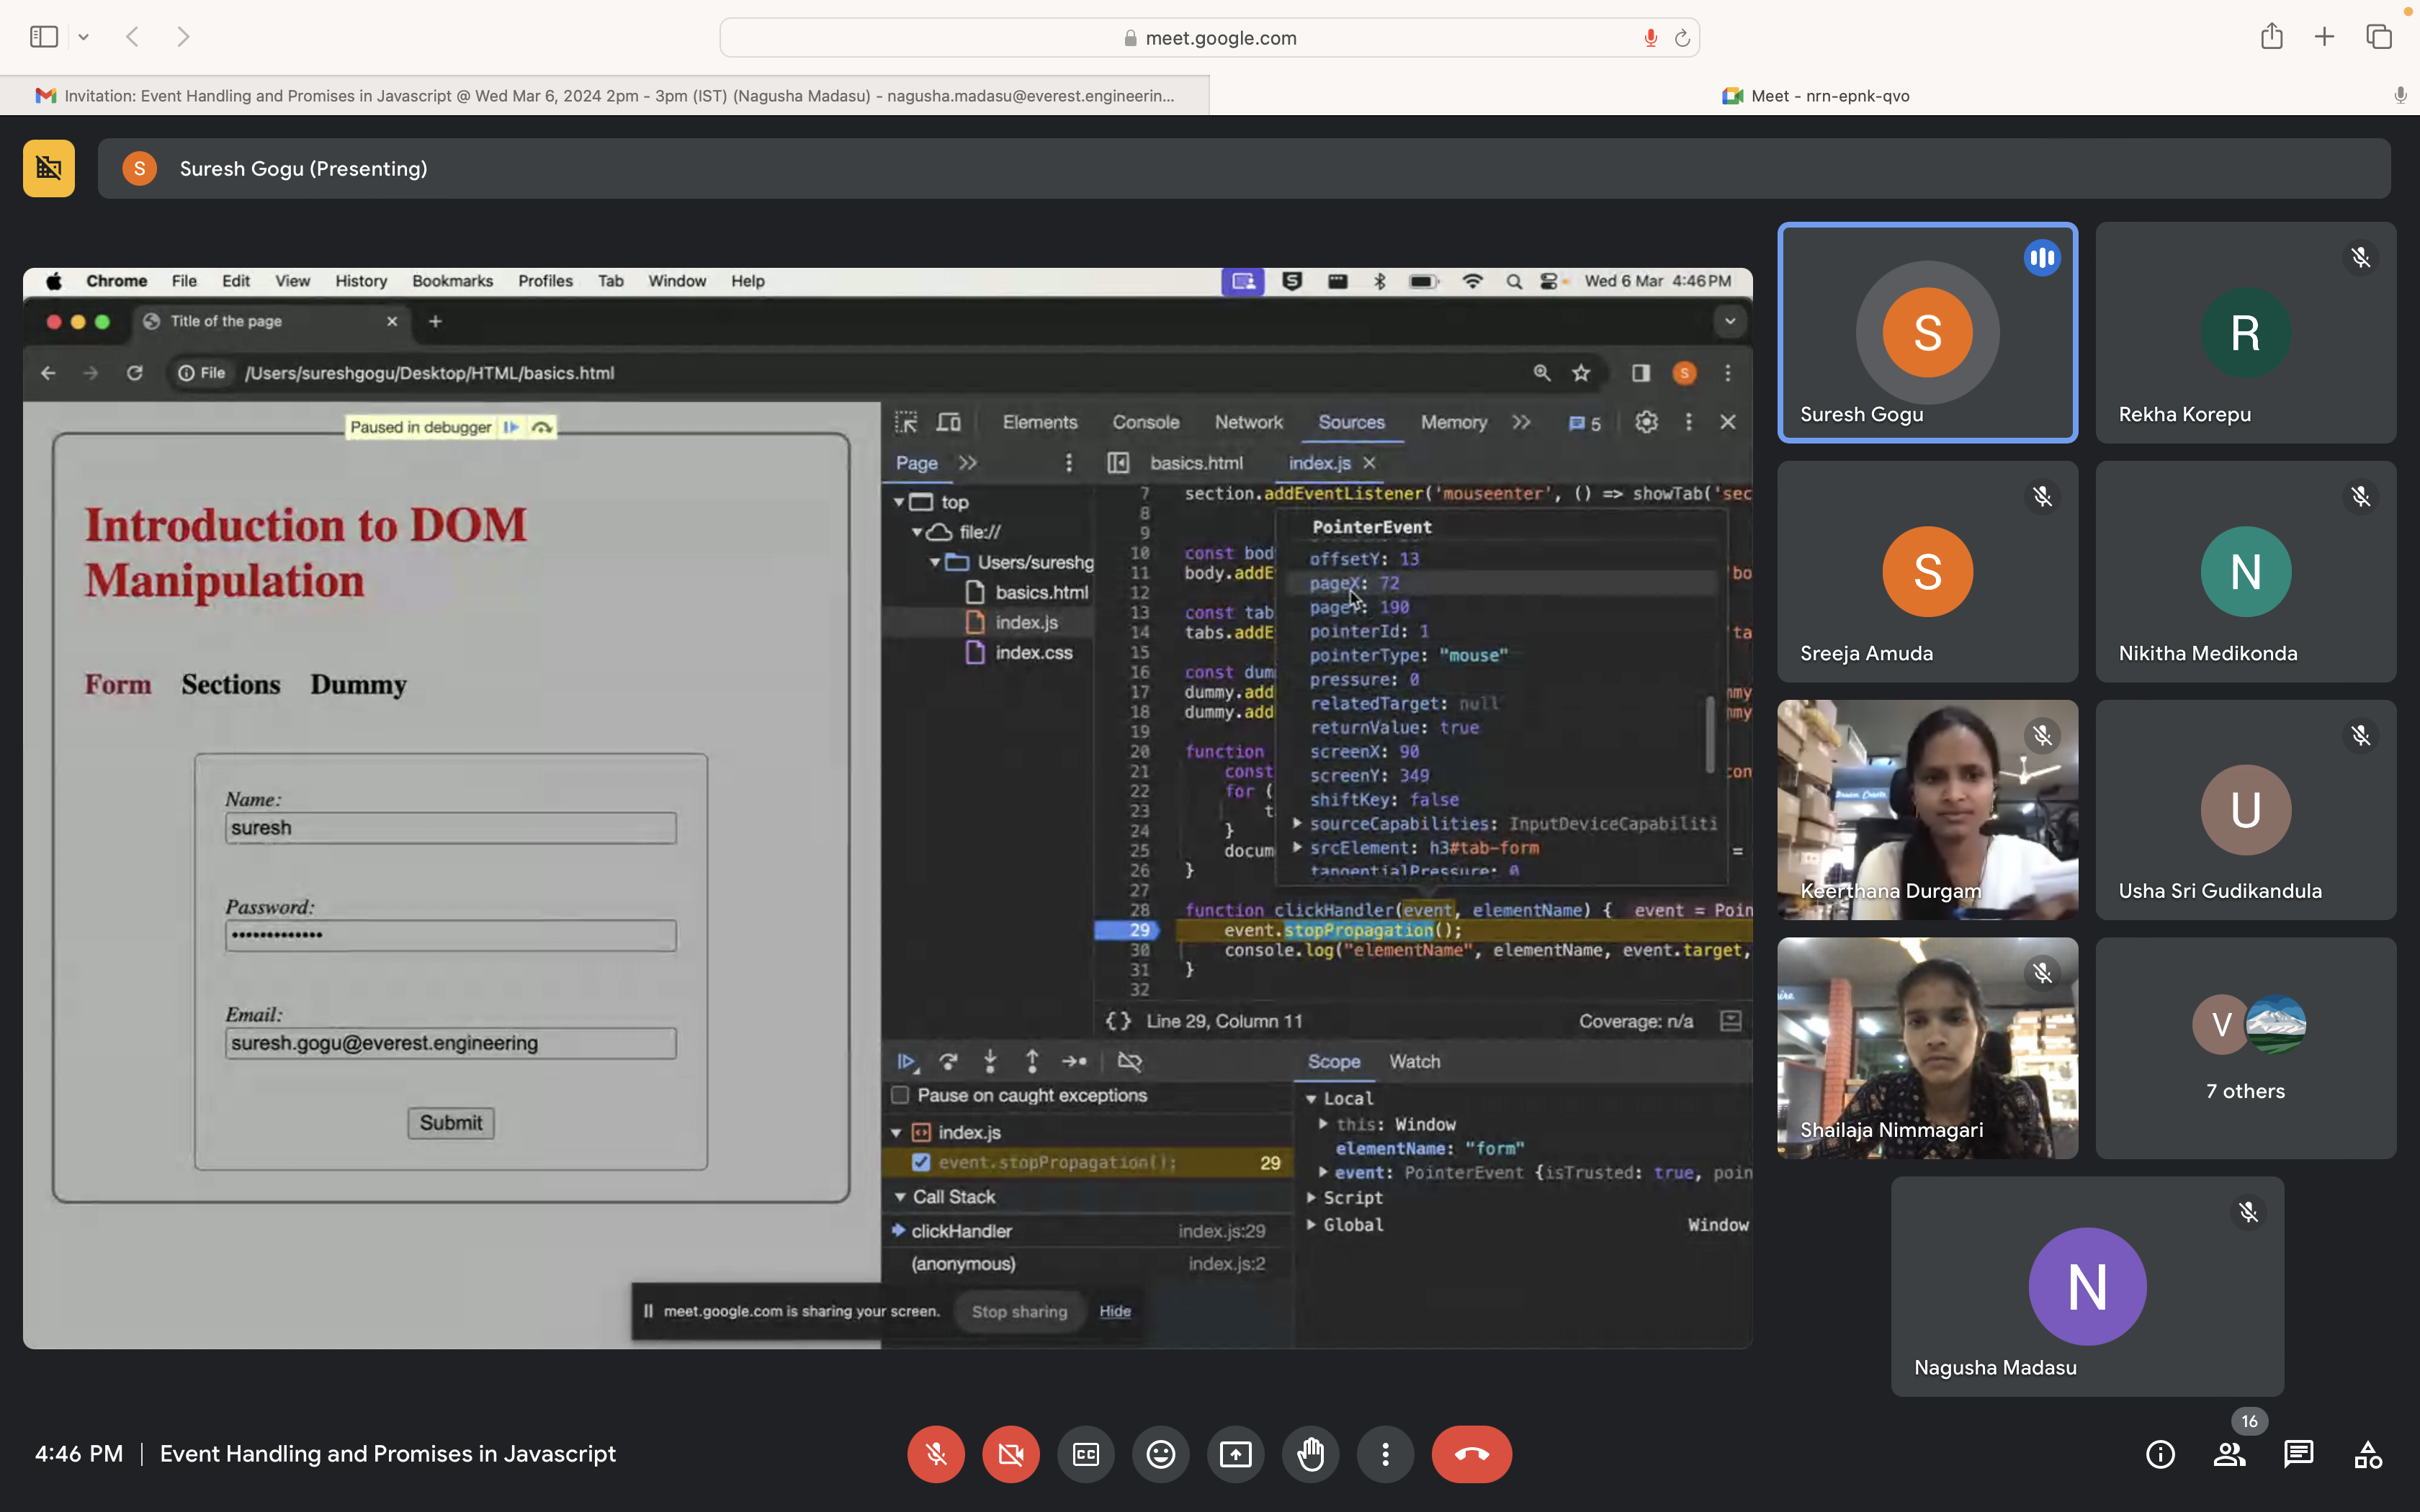 meet.google.com
Invitation: Event Handling and Promises in Javascript @ Wed Mar 6, 2024 2pm - 3pm (IST) (Nagusha Madasu) - nagusha.madasu@everest.engineerin...
Meet - nrn-epnk-qvo
S
Suresh Gogu (Presenting)
Chrome File Edit View History Bookmarks Profiles Tab Window Help
Wed 6 Mar 4:46 PM
Title of the page
File /Users/sureshgogu/Desktop/HTML/basics.html
S
Paused in debugger
Introduction to DOM
Manipulation
Form Sections Dummy
Name:
suresh
Password:
•••••••••••••
Email:
suresh.gogu@everest.engineering
Submit
Elements Console Network Sources Memory
5
Page
basics.html index.js
top
file://
Users/sureshg
basics.html
index.js
index.css
7 section.addEventListener('mouseenter', () => showTab('sec
8
9
10 const bod
11 body.addE 'bo
12
13 const tab
14 tabs.addE 'ta
15
16 const dum
17 dummy.add mmy
18 dummy.add mmy
19
20 function
21 const con
22 for (
23 t
24 }
25 docum =
26 }
27
28 function clickHandler(event, elementName) { event = Poin
29 event.stopPropagation();
30 console.log("elementName", elementName, event.target,
31 }
32
PointerEvent
offsetY: 13
pageX: 72
pageY: 190
pointerId: 1
pointerType: "mouse"
pressure: 0
relatedTarget: null
returnValue: true
screenX: 90
screenY: 349
shiftKey: false
sourceCapabilities: InputDeviceCapabiliti
srcElement: h3#tab-form
tangentialPressure: 0
{} Line 29, Column 11
Coverage: n/a
Pause on caught exceptions
index.js
event.stopPropagation(); 29
Call Stack
clickHandler index.js:29
(anonymous) index.js:2
Scope Watch
Local
this: Window
elementName: "form"
event: PointerEvent {isTrusted: true, poin
Script
Global Window
meet.google.com is sharing your screen. Stop sharing Hide
S
Suresh Gogu
R
Rekha Korepu
S
Sreeja Amuda
N
Nikitha Medikonda
Keerthana Durgam
U
Usha Sri Gudikandula
Shailaja Nimmagari
V
7 others
N
Nagusha Madasu
4:46 PM | Event Handling and Promises in Javascript
CC
16